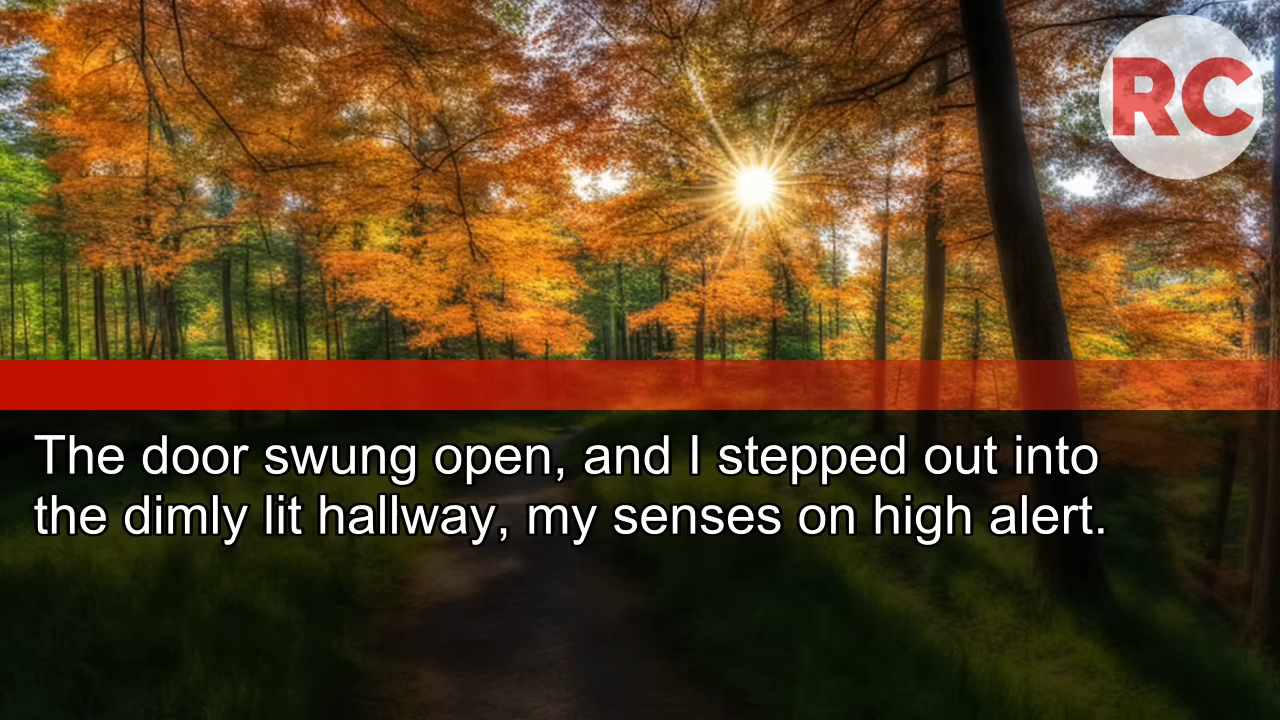 RC
The door swung open, and I stepped out into
the dimly lit hallway, my senses on high alert.